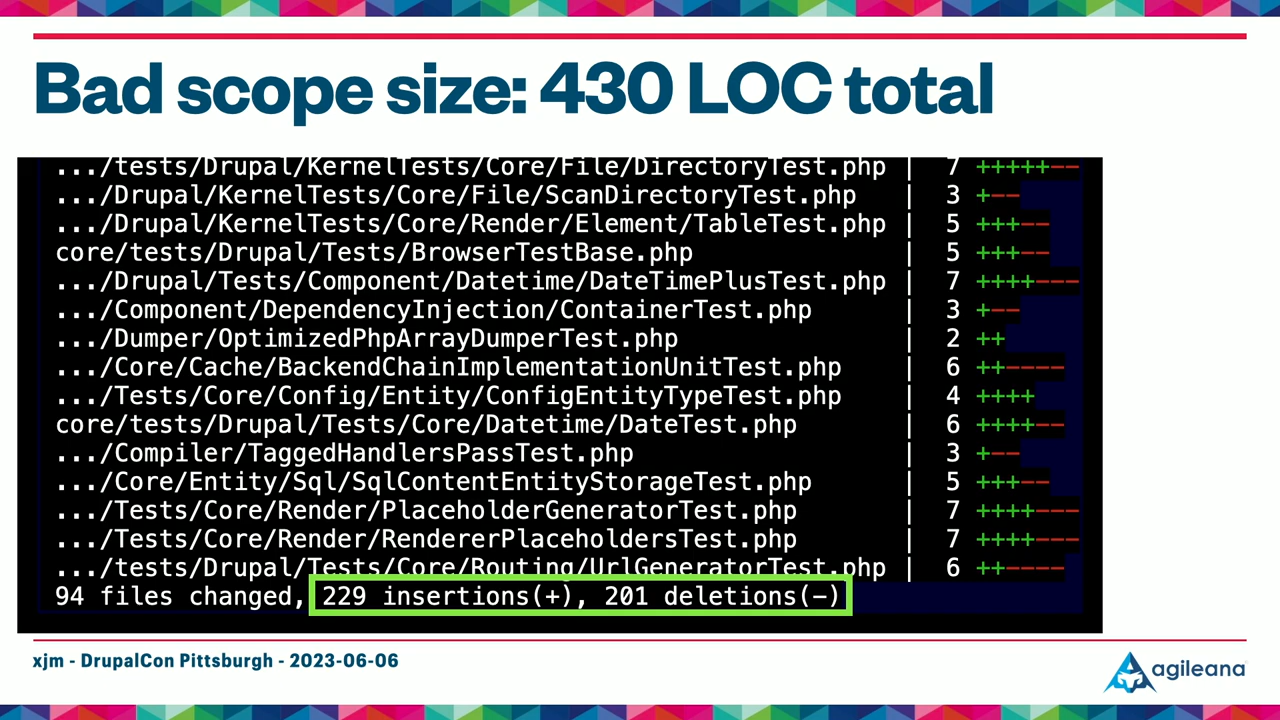 Bad scope size: 430 LOC total
.../tests/Drupal/KernelTests/Core/File/DirectoryTest.php | 7 +++++--
.../Drupal/KernelTests/Core/File/ScanDirectoryTest.php | 3 +--
.../Drupal/KernelTests/Core/Render/Element/TableTest.php | 5 +++--
core/tests/Drupal/Tests/BrowserTestBase.php | 5 +++--
.../Drupal/Tests/Component/Datetime/DateTimePlusTest.php | 7 ++++---
.../Component/DependencyInjection/ContainerTest.php | 3 +--
.../Dumper/OptimizedPhpArrayDumperTest.php | 2 ++
.../Core/Cache/BackendChainImplementationUnitTest.php | 6 ++----
.../Tests/Core/Config/Entity/ConfigEntityTypeTest.php | 4 ++++
core/tests/Drupal/Tests/Core/Datetime/DateTest.php | 6 ++++--
.../Compiler/TaggedHandlersPassTest.php | 3 +--
.../Core/Entity/Sql/SqlContentEntityStorageTest.php | 5 +++--
.../Tests/Core/Render/PlaceholderGeneratorTest.php | 7 ++++---
.../Tests/Core/Render/RendererPlaceholdersTest.php | 7 ++++---
.../tests/Drupal/Tests/Core/Routing/UrlGeneratorTest.php | 6 ++----
94 files changed, 229 insertions(+), 201 deletions(-)
xjm - DrupalCon Pittsburgh - 2023-06-06
agileana